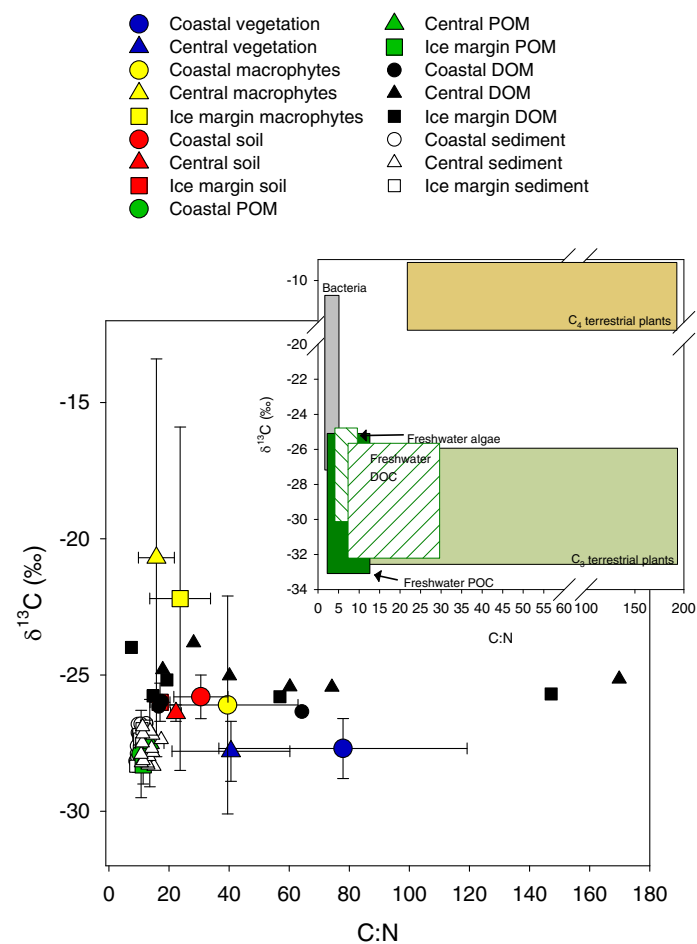 Coastal vegetation
Central vegetation
Coastal macrophytes
Central macrophytes
Ice margin macrophytes
Coastal soil
Central soil
Ice margin soil
Coastal POM
Central POM
Ice margin POM
Coastal DOM
Central DOM
Ice margin DOM
Coastal sediment
Central sediment
Ice margin sediment
-10
-20
-22
-24
-26
-28
-30
-32
-34
δ13C (‰)
Bacteria
C4 terrestrial plants
Freshwater algae
Freshwater
DOC
C3 terrestrial plants
Freshwater POC
0 5 10 15 20 25 30 35 40 45 50 55 60 100 150 200
C:N
-15
-20
-25
-30
δ13C (‰)
0 20 40 60 80 100 120 140 160 180
C:N